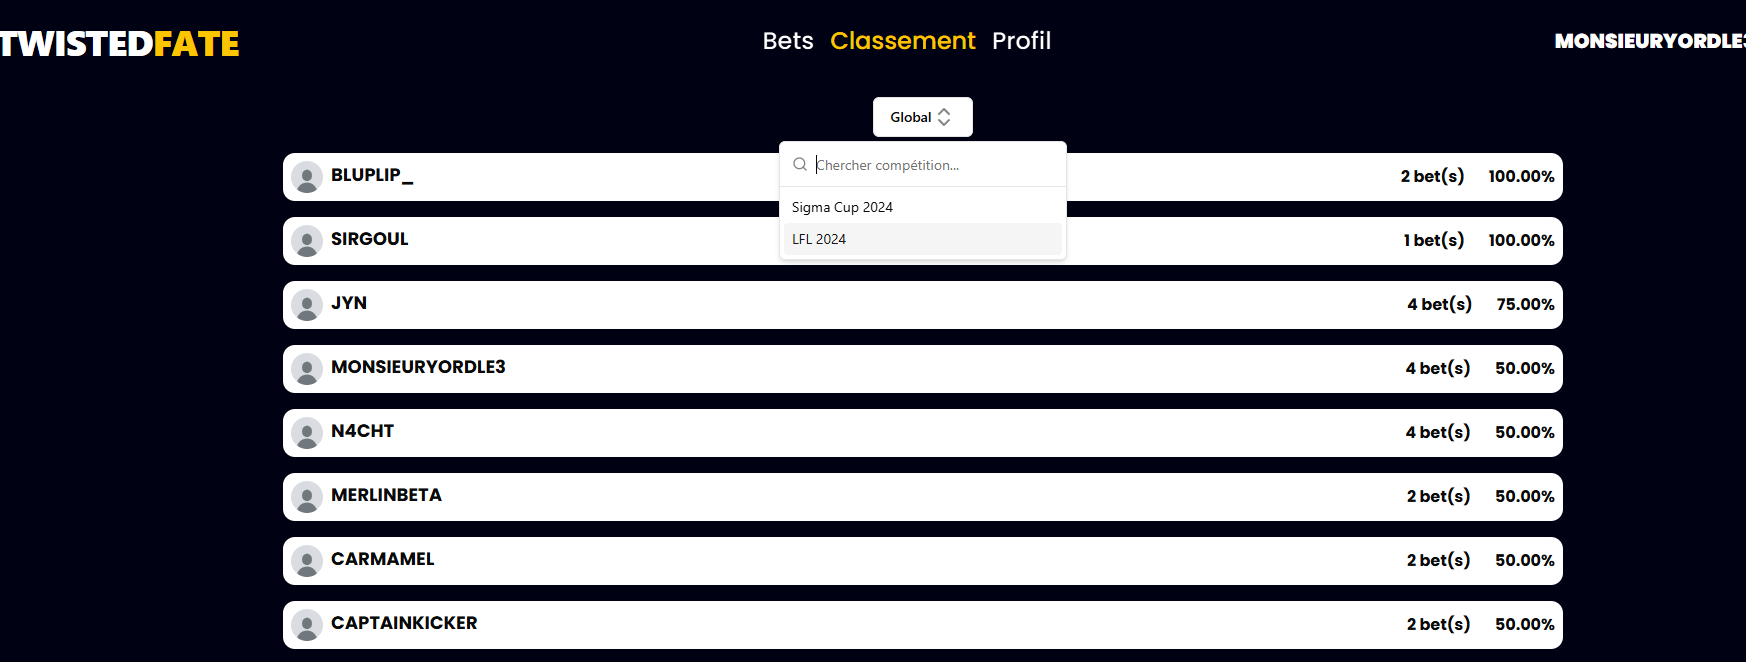 TWISTEDFATE
Bets Classement Profil
MONSIEURYORDLE3
Global
Chercher compétition...
Sigma Cup 2024
LFL 2024
BLUPLIP_ 2 bet(s) 100.00%
SIRGOUL 1 bet(s) 100.00%
JYN 4 bet(s) 75.00%
MONSIEURYORDLE3 4 bet(s) 50.00%
N4CHT 4 bet(s) 50.00%
MERLINBETA 2 bet(s) 50.00%
CARMAMEL 2 bet(s) 50.00%
CAPTAINKICKER 2 bet(s) 50.00%